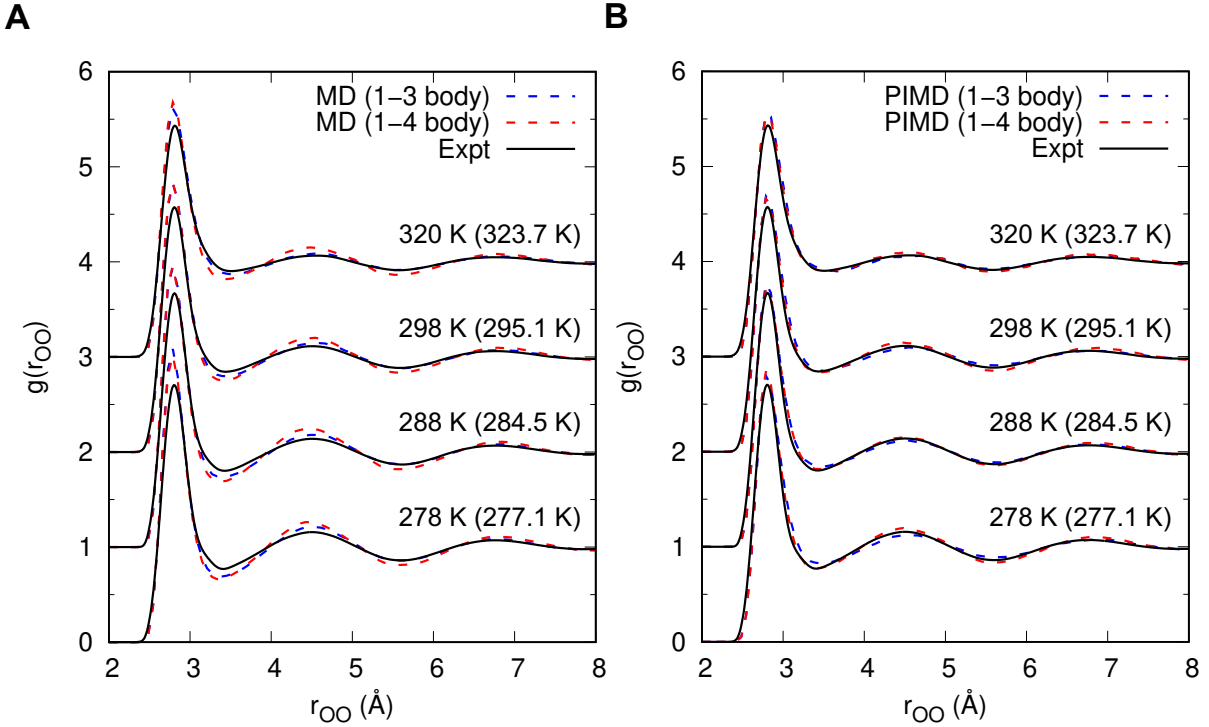 A
6
5
4
3
2
1
0
g(rOO)
MD (1−3 body)
MD (1−4 body)
Expt
320 K (323.7 K)
298 K (295.1 K)
288 K (284.5 K)
278 K (277.1 K)
2 3 4 5 6 7 8
rOO (Å)
B
6
5
4
3
2
1
0
g(rOO)
PIMD (1−3 body)
PIMD (1−4 body)
Expt
320 K (323.7 K)
298 K (295.1 K)
288 K (284.5 K)
278 K (277.1 K)
2 3 4 5 6 7 8
rOO (Å)